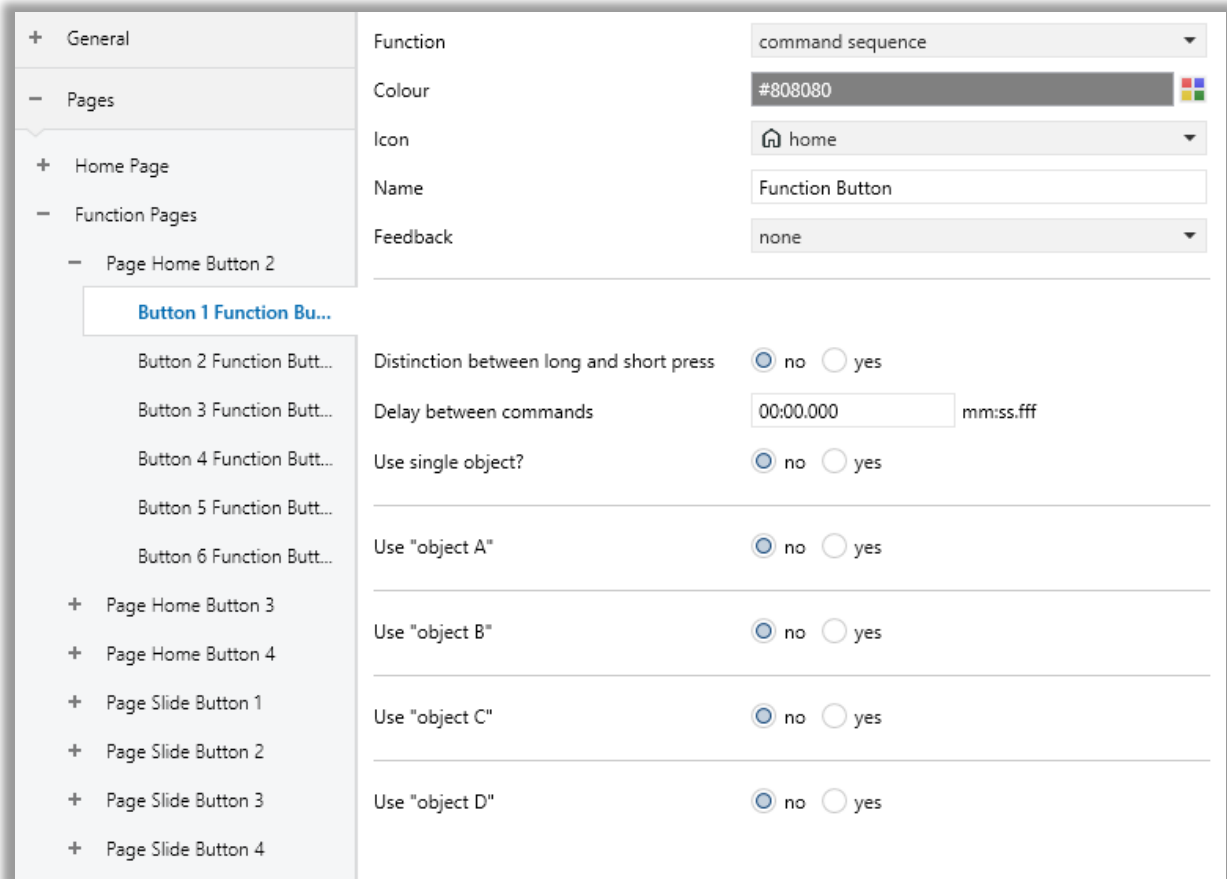 General
Pages
Home Page
Function Pages
Page Home Button 2
Button 1 Function Bu...
Button 2 Function Butt...
Button 3 Function Butt...
Button 4 Function Butt...
Button 5 Function Butt...
Button 6 Function Butt...
Page Home Button 3
Page Home Button 4
Page Slide Button 1
Page Slide Button 2
Page Slide Button 3
Page Slide Button 4
Function command sequence
Colour #808080
Icon home
Name Function Button
Feedback none
Distinction between long and short press no yes
Delay between commands 00:00.000 mm:ss.fff
Use single object? no yes
Use "object A" no yes
Use "object B" no yes
Use "object C" no yes
Use "object D" no yes